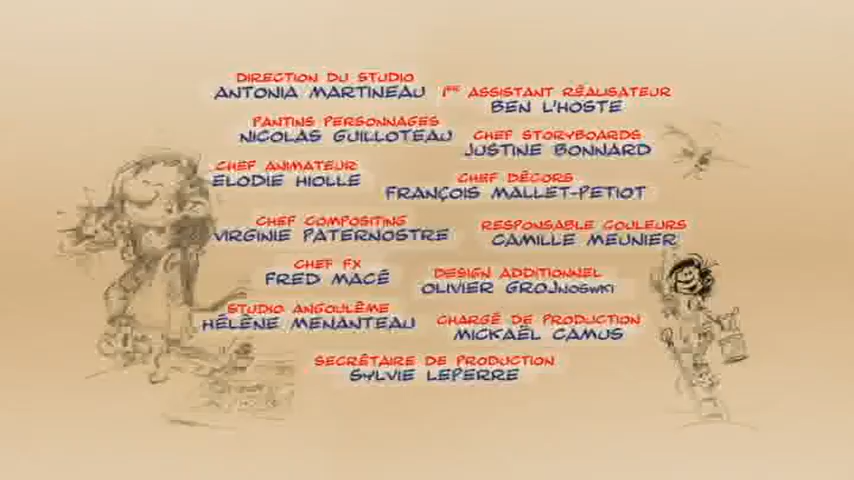 DIRECTION DU STUDIO
ANTONIA MARTINEAU
1ER ASSISTANT RÉALISATEUR
BEN L'HOSTE
PANTINS PERSONNAGES
NICOLAS GUILLOTEAU
CHEF STORYBOARDS
JUSTINE BONNARD
CHEF ANIMATEUR
ELODIE HIOLLE
CHEF DÉCORS
FRANÇOIS MALLET-PETIOT
CHEF COMPOSITING
VIRGINIE PATERNOSTRE
RESPONSABLE COULEURS
CAMILLE MEUNIER
CHEF FX
FRED MACÉ
DESIGN ADDITIONNEL
OLIVIER GROJNOGWKI
STUDIO ANGOULÊME
HÉLÈNE MENANTEAU
CHARGÉ DE PRODUCTION
MICKAËL CAMUS
SECRÉTAIRE DE PRODUCTION
SYLVIE LEPERRE